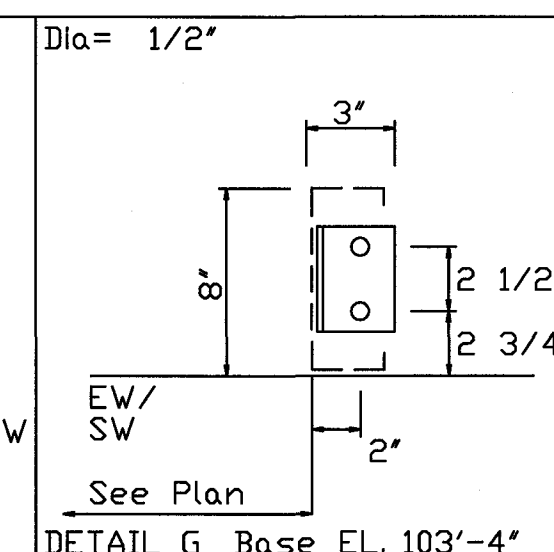 Dia= 1/2"
3"
8"
2 1/2
2 3/4
EW/
SW
W
2"
See Plan
DETAIL G Base EL. 103'-4"